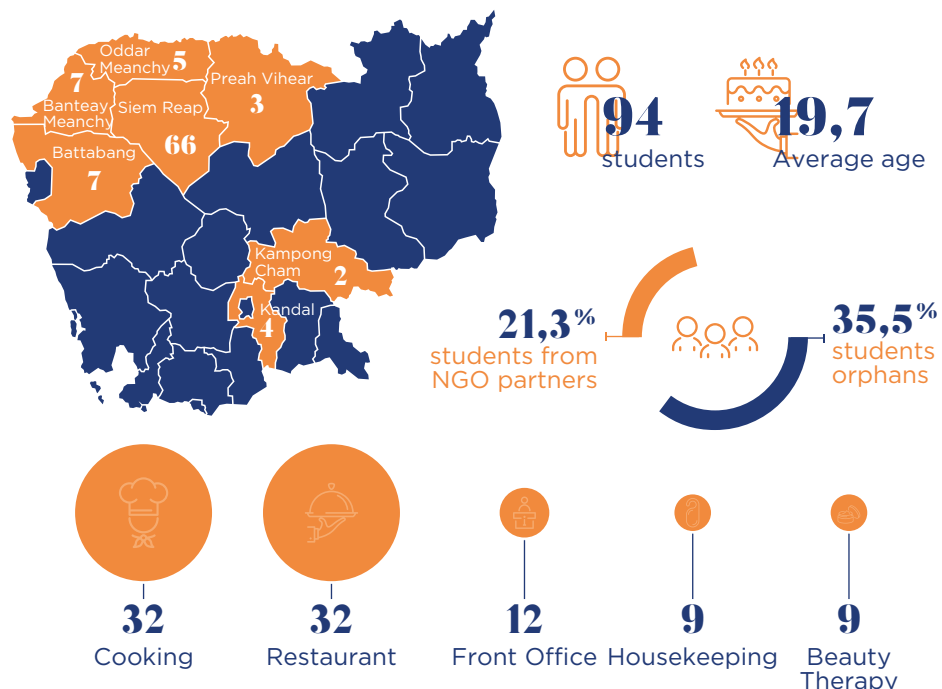 Oddar
Meanchy
5
7
Banteay
Meanchy
Siem Reap
66
Preah Vihear
3
Battabang
7
Kampong
Cham
2
Kandal
4
94
students
19,7
Average age
21,3%
students from
NGO partners
35,5%
students
orphans
32
Cooking
32
Restaurant
12
Front Office
9
Housekeeping
9
Beauty
Therapy